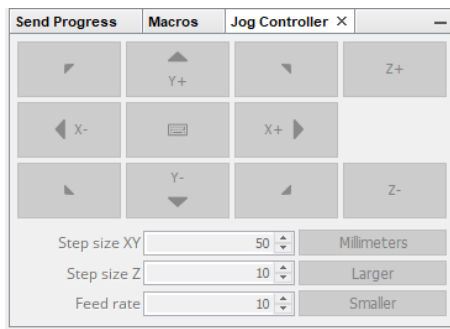 Send Progress Macros Jog Controller ×
Y+ Z+
X- X+
Y- Z-
Step size XY 50 Millimeters
Step size Z 10 Larger
Feed rate 10 Smaller